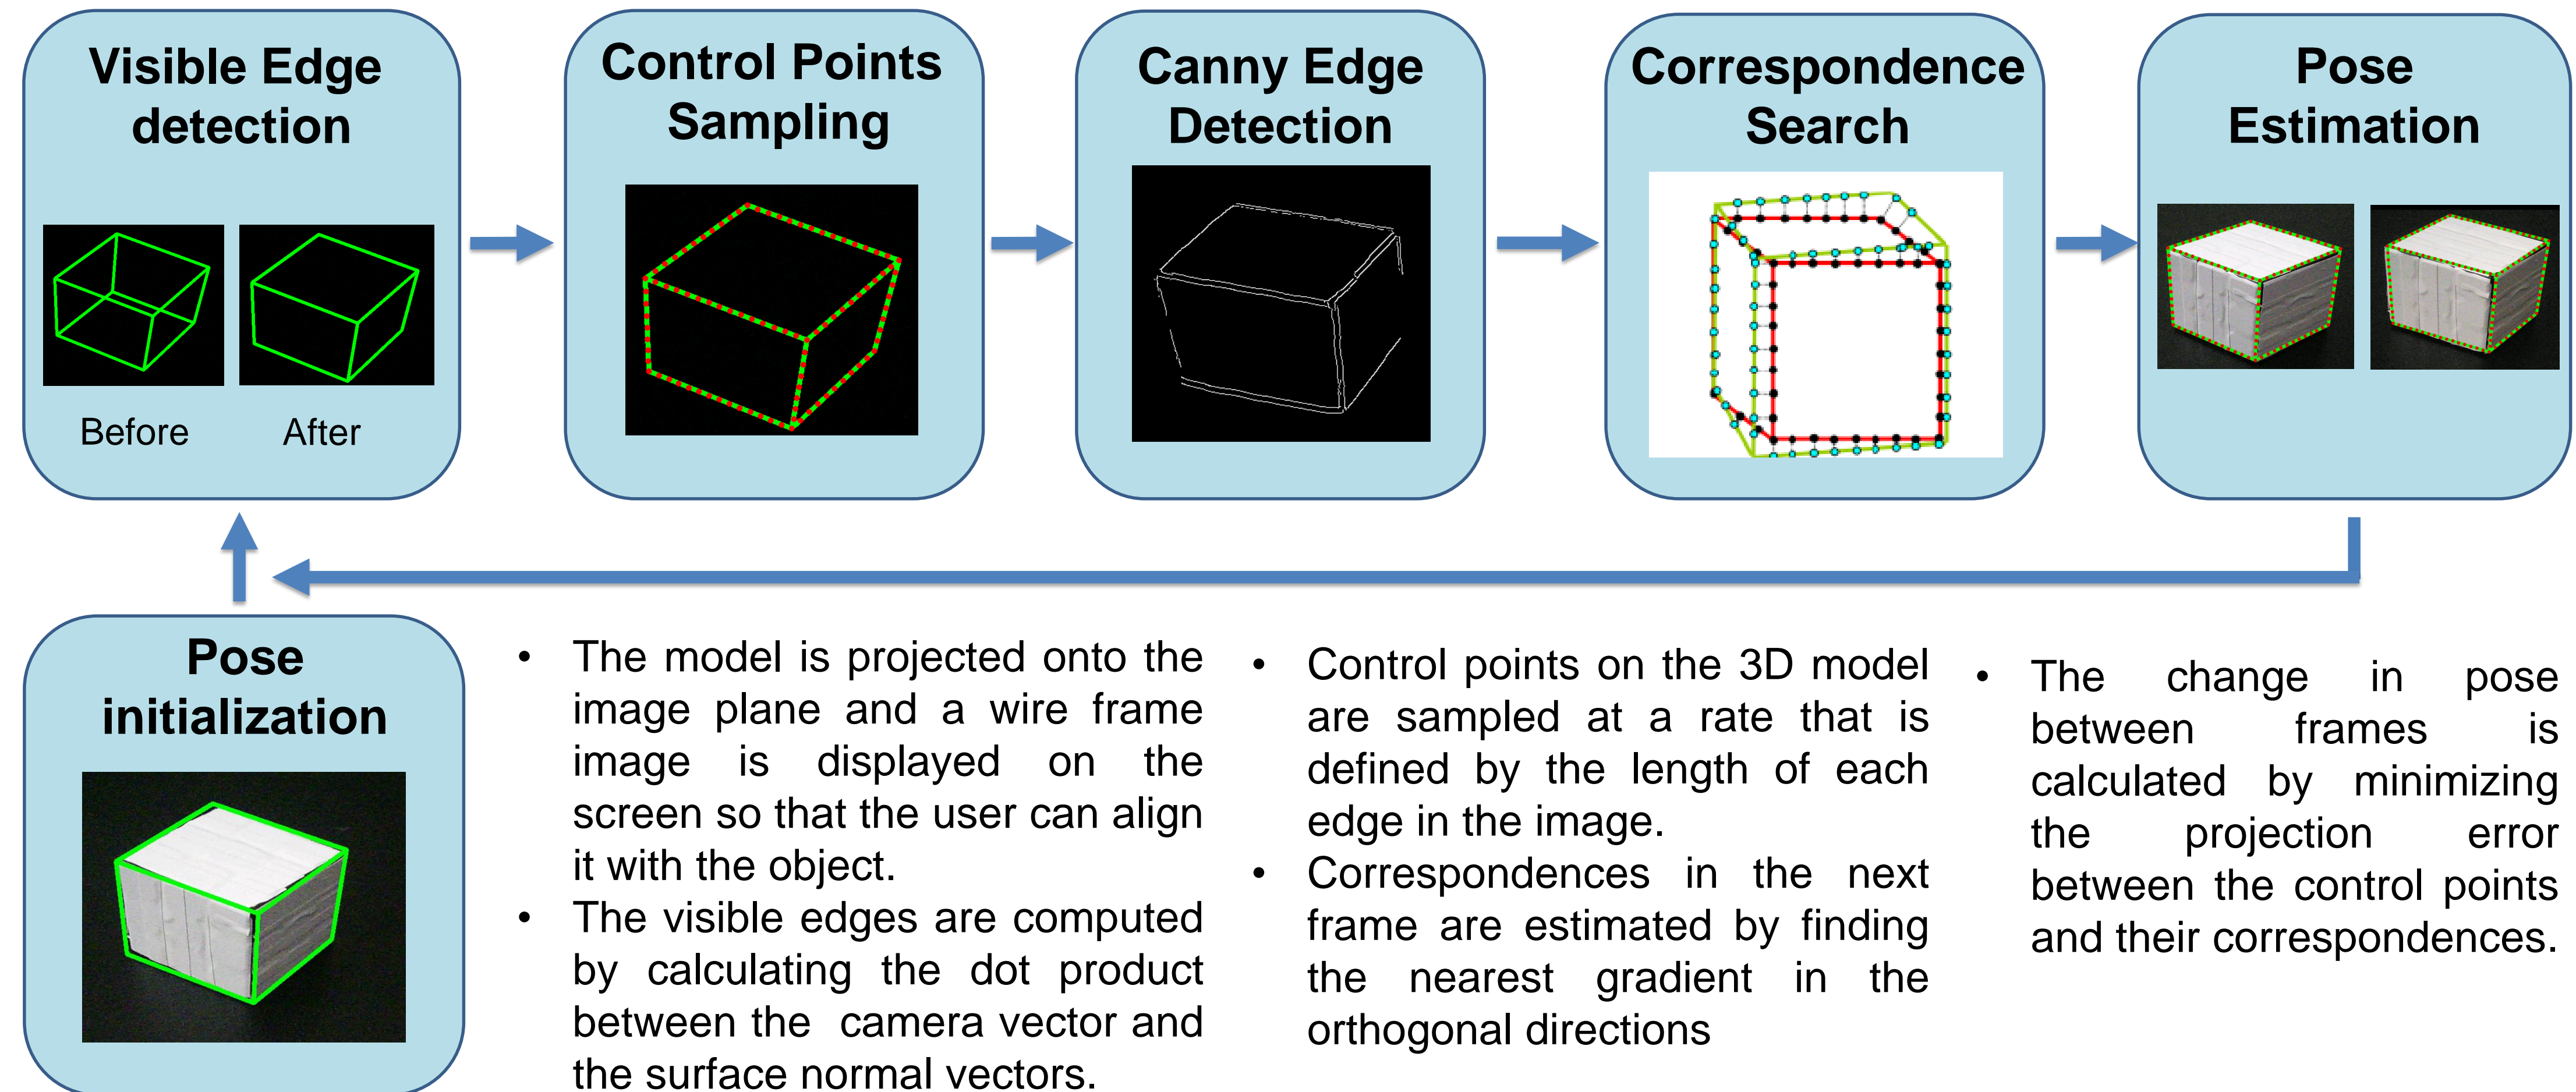 Visible Edge
detection
Before
After
Control Points
Sampling
Canny Edge
Detection
Correspondence
Search
Pose
Estimation
Pose
initialization
• The model is projected onto the
image plane and a wire frame
image is displayed on the
screen so that the user can align
it with the object.
• The visible edges are computed
by calculating the dot product
between the camera vector and
the surface normal vectors.
• Control points on the 3D model
are sampled at a rate that is
defined by the length of each
edge in the image.
• Correspondences in the next
frame are estimated by finding
the nearest gradient in the
orthogonal directions
• The change in pose
between frames is
calculated by minimizing
the projection error
between the control points
and their correspondences.